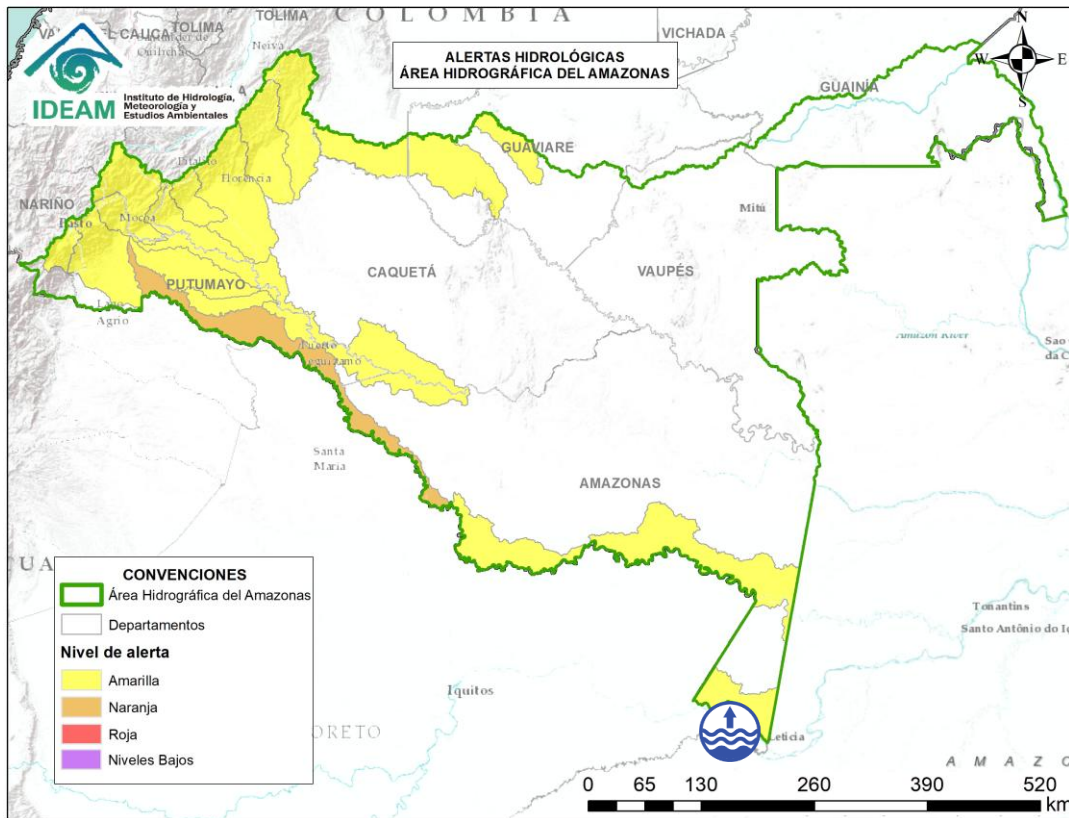 COLOMBIA
TOLIMA
TOLIMA
Neiva
VICHADA
ALERTAS HIDROLÓGICAS
ÁREA HIDROGRÁFICA DEL AMAZONAS
N
W
E
S
IDEAM
Instituto de Hidrología,
Meteorología y
Estudios Ambientales
GUAINÍA
GUAVIARE
Florencia
NARIÑO
Pasto
Mocoa
Mitú
CAQUETÁ
VAUPÉS
PUTUMAYO
Lago
Agrio
Puerto
Amazon River
Sao
da C
Santa
Maria
AMAZONAS
CONVENCIONES
Área Hidrográfica del Amazonas
Departamentos
Nivel de alerta
Amarilla
Naranja
Roja
Niveles Bajos
Tonantins
Santo Antônio do
Iquitos
ORETO
Leticia
AMAZO
0 65 130 260 390 520
km